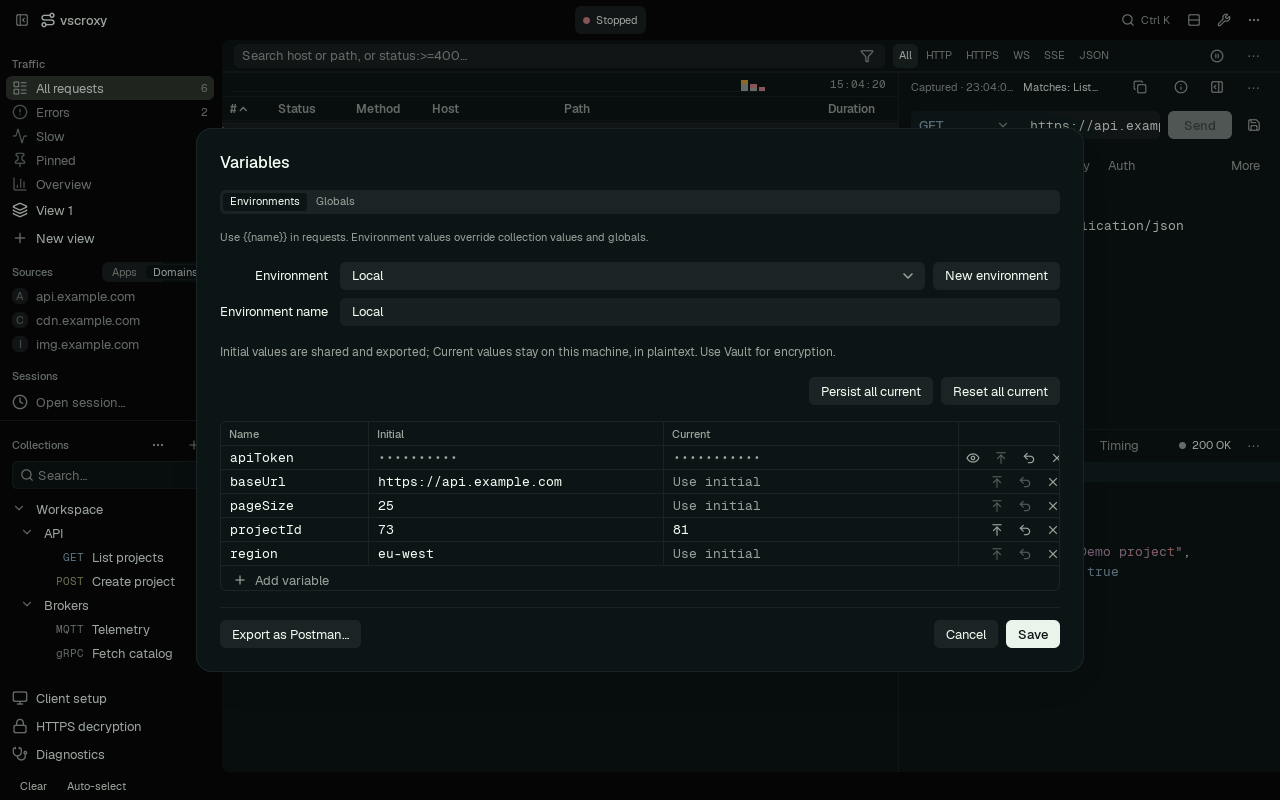 vscroxy
Stopped
Ctrl K
Traffic
All requests 6
Errors 2
Slow
Pinned
Overview
View 1
New view
Sources Apps Domains
A api.example.com
C cdn.example.com
I img.example.com
Sessions
Open session…
Collections
Search…
Workspace
API
GET List projects
POST Create project
Brokers
MQTT Telemetry
gRPC Fetch catalog
Client setup
HTTPS decryption
Diagnostics
Clear Auto-select
Search host or path, or status:>=400…
All HTTP HTTPS WS SSE JSON
15:04:20
# Status Method Host Path Duration
Captured · 23:04:0… Matches: List…
GET https://api.examp Send
y Auth More
lication/json
Timing 200 OK
Demo project",
true
Variables
Environments Globals
Use {{name}} in requests. Environment values override collection values and globals.
Environment Local New environment
Environment name Local
Initial values are shared and exported; Current values stay on this machine, in plaintext. Use Vault for encryption.
Persist all current Reset all current
Name Initial Current
apiToken •••••••••• •••••••••••
baseUrl https://api.example.com Use initial
pageSize 25 Use initial
projectId 73 81
region eu-west Use initial
Add variable
Export as Postman…
Cancel Save